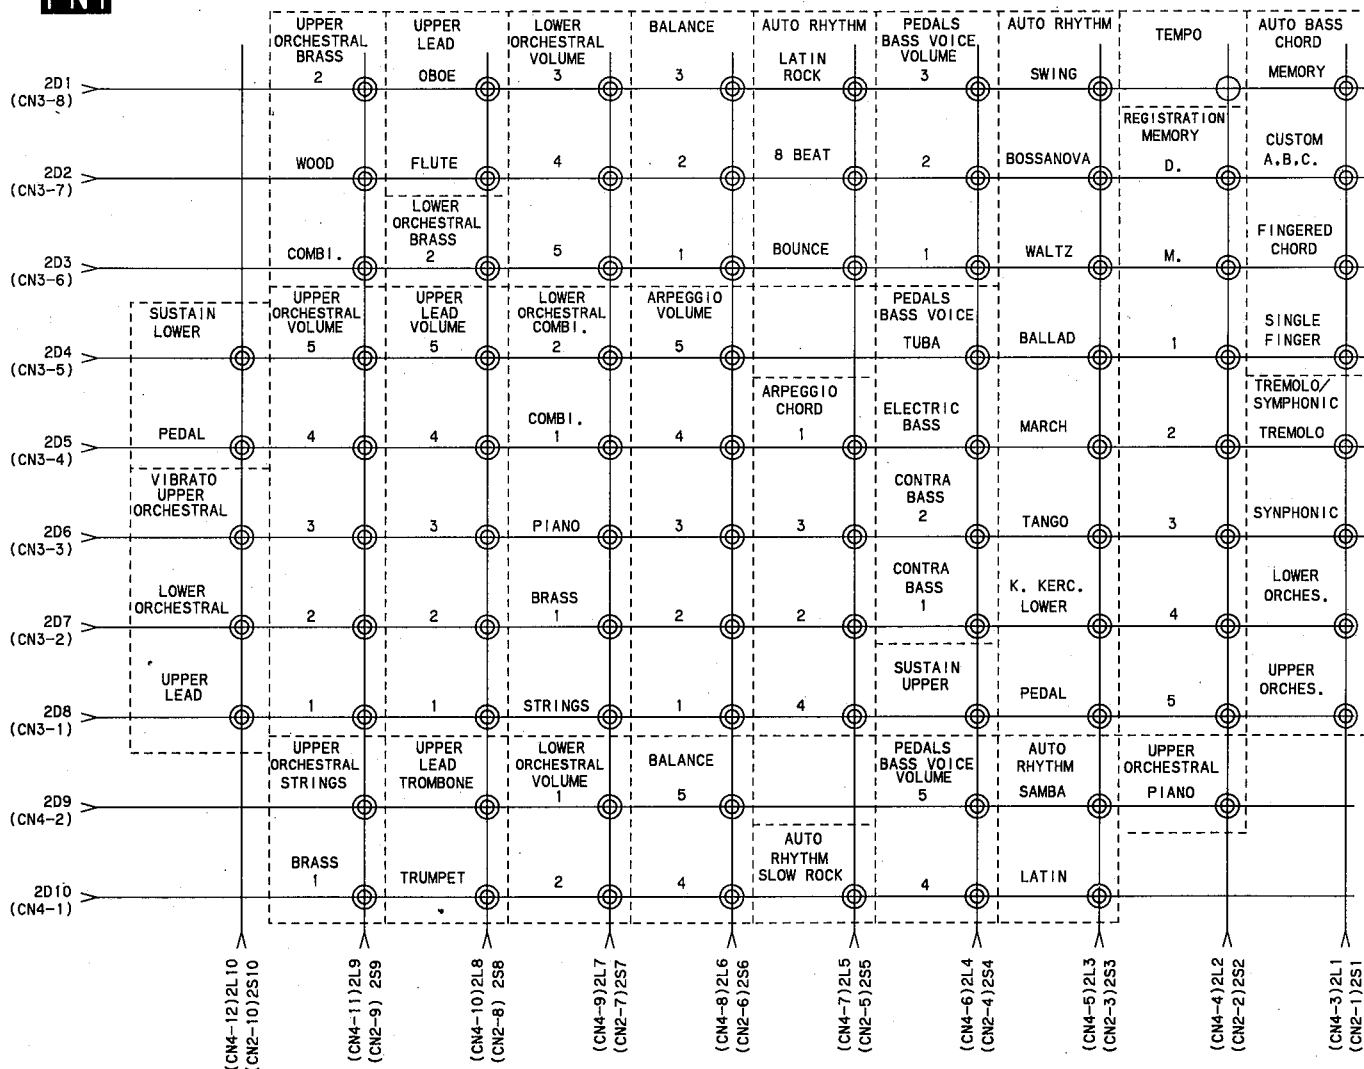 PN1
UPPER ORCHESTRAL BRASS 2
UPPER LEAD OBOE
LOWER ORCHESTRAL VOLUME 3
BALANCE 3
AUTO RHYTHM LATIN ROCK
PEDALS BASS VOICE VOLUME 3
AUTO RHYTHM SWING
TEMPO
AUTO BASS CHORD MEMORY
2D1
(CN3-8)
WOOD
FLUTE
4
2
8 BEAT
2
BOSSANOVA
REGISTRATION MEMORY D.
CUSTOM A.B.C.
2D2
(CN3-7)
COMBI.
LOWER ORCHESTRAL BRASS 2
5
1
BOUNCE
1
WALTZ
M.
FINGERED CHORD
2D3
(CN3-6)
SUSTAIN LOWER
UPPER ORCHESTRAL VOLUME 5
UPPER LEAD VOLUME 5
LOWER ORCHESTRAL COMBI. 2
ARPEGGIO VOLUME 5
PEDALS BASS VOICE TUBA
BALLAD
1
SINGLE FINGER
2D4
(CN3-5)
PEDAL
4
4
COMBI. 1
4
ARPEGGIO CHORD 1
ELECTRIC BASS
MARCH
2
TREMOLO/ SYMPHONIC TREMOLO
2D5
(CN3-4)
VIBRATO UPPER ORCHESTRAL
3
3
PIANO
3
3
CONTRA BASS 2
TANGO
3
SYNPHONIC
2D6
(CN3-3)
LOWER ORCHESTRAL
2
2
BRASS 1
2
2
CONTRA BASS 1
K. KERC. LOWER
4
LOWER ORCHES.
2D7
(CN3-2)
UPPER LEAD
1
1
STRINGS
1
4
SUSTAIN UPPER
PEDAL
5
UPPER ORCHES.
2D8
(CN3-1)
UPPER ORCHESTRAL STRINGS
UPPER LEAD TROMBONE
LOWER ORCHESTRAL VOLUME 1
BALANCE 5
PEDALS BASS VOICE VOLUME 5
AUTO RHYTHM SAMBA
UPPER ORCHESTRAL PIANO
2D9
(CN4-2)
BRASS 1
TRUMPET
2
4
AUTO RHYTHM SLOW ROCK
4
LATIN
2D10
(CN4-1)
(CN4-12)2L10
(CN2-10)2S10
(CN4-11)2L9
(CN2-9) 2S9
(CN4-10)2L8
(CN2-8) 2S8
(CN4-9)2L7
(CN2-7)2S7
(CN4-8)2L6
(CN2-6)2S6
(CN4-7)2L5
(CN2-5)2S5
(CN4-6)2L4
(CN2-4)2S4
(CN4-5)2L3
(CN2-3)2S3
(CN4-4)2L2
(CN2-2)2S2
(CN4-3)2L1
(CN2-1)2S1